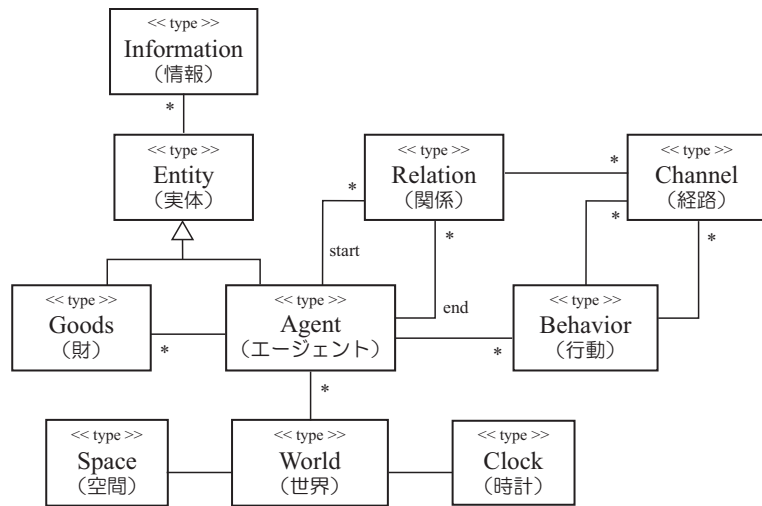 << type >>
Information
（情報）
*
<< type >>
Entity
（実体）
<< type >>
Relation
（関係）
*
*
<< type >>
Channel
（経路）
*
*
*
start
end
<< type >>
Goods
（財）
*
<< type >>
Agent
（エージェント）
*
<< type >>
Behavior
（行動）
*
<< type >>
Space
（空間）
<< type >>
World
（世界）
<< type >>
Clock
（時計）